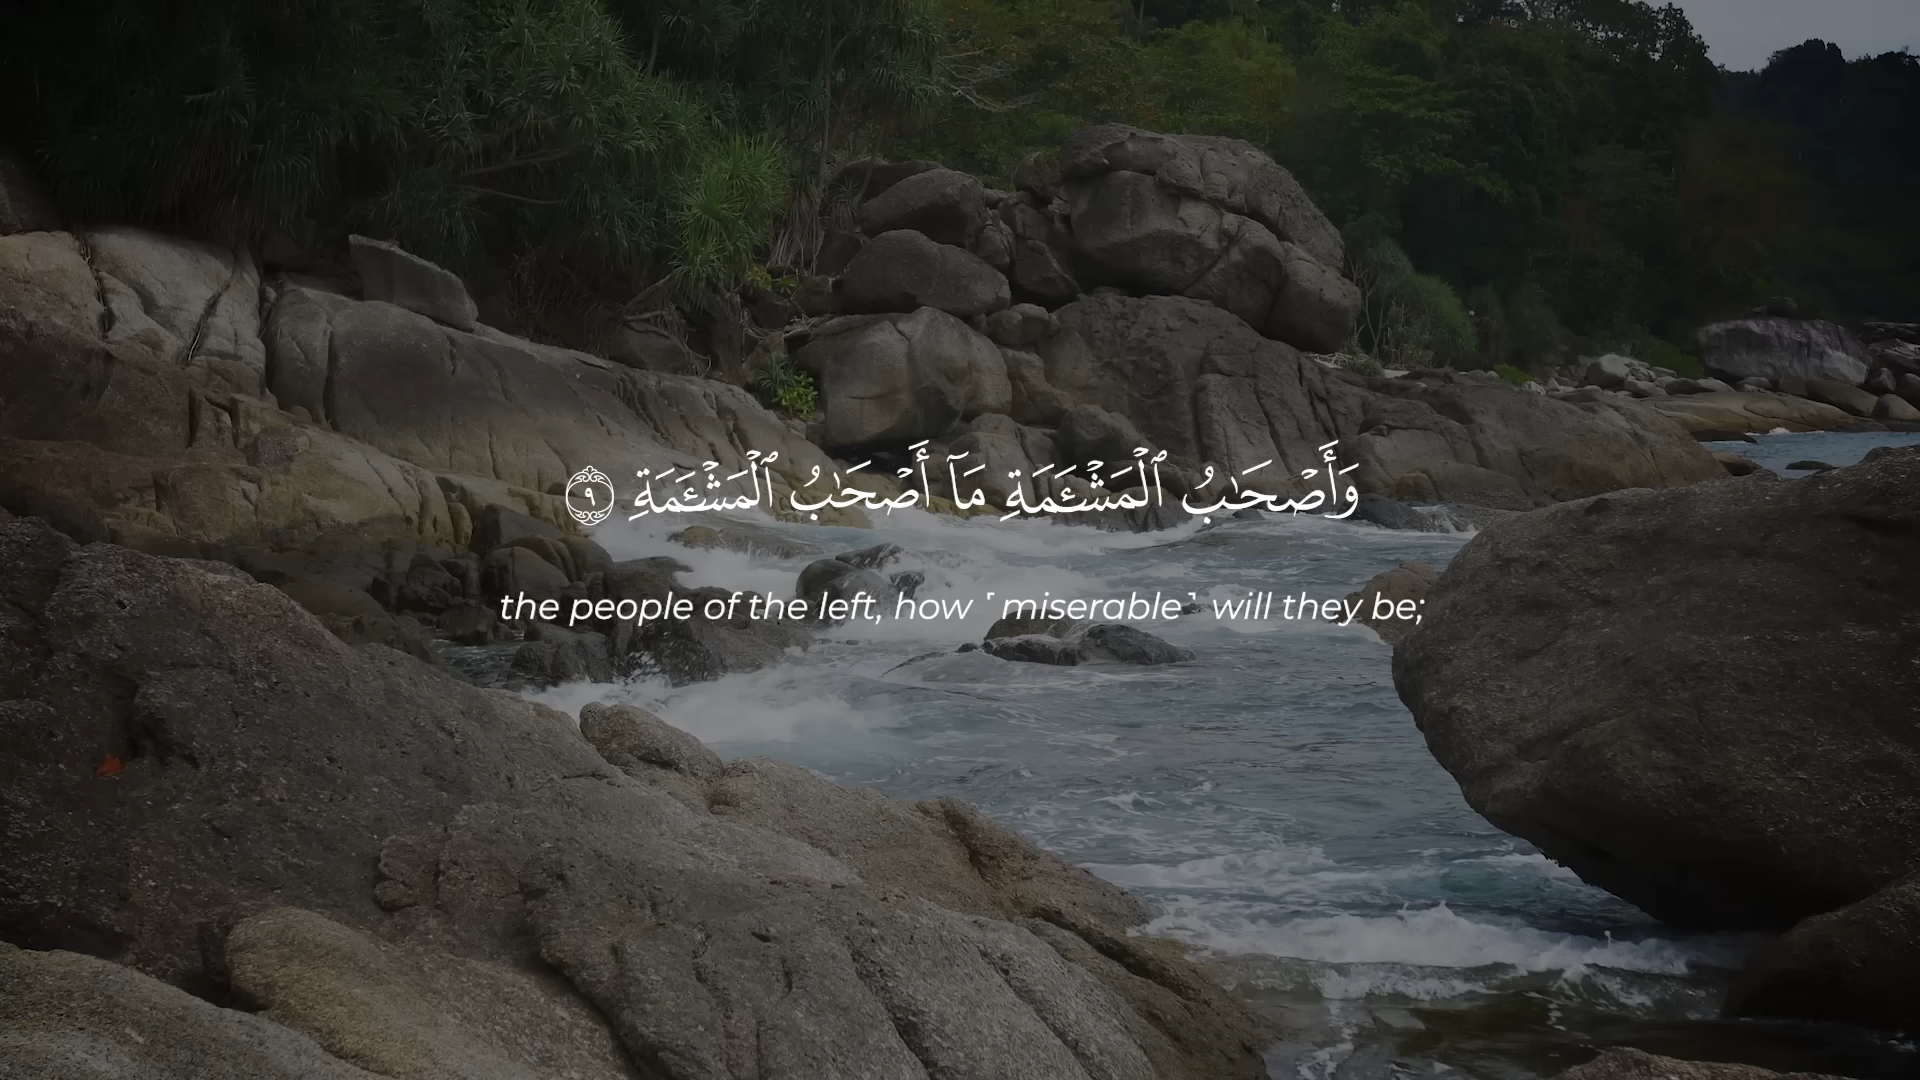 وَأَصْحَـٰبُ ٱلْمَشْـَٔمَةِ مَآ أَصْحَـٰبُ ٱلْمَشْـَٔمَةِ ٩
the people of the left, how ˹miserable˺ will they be;